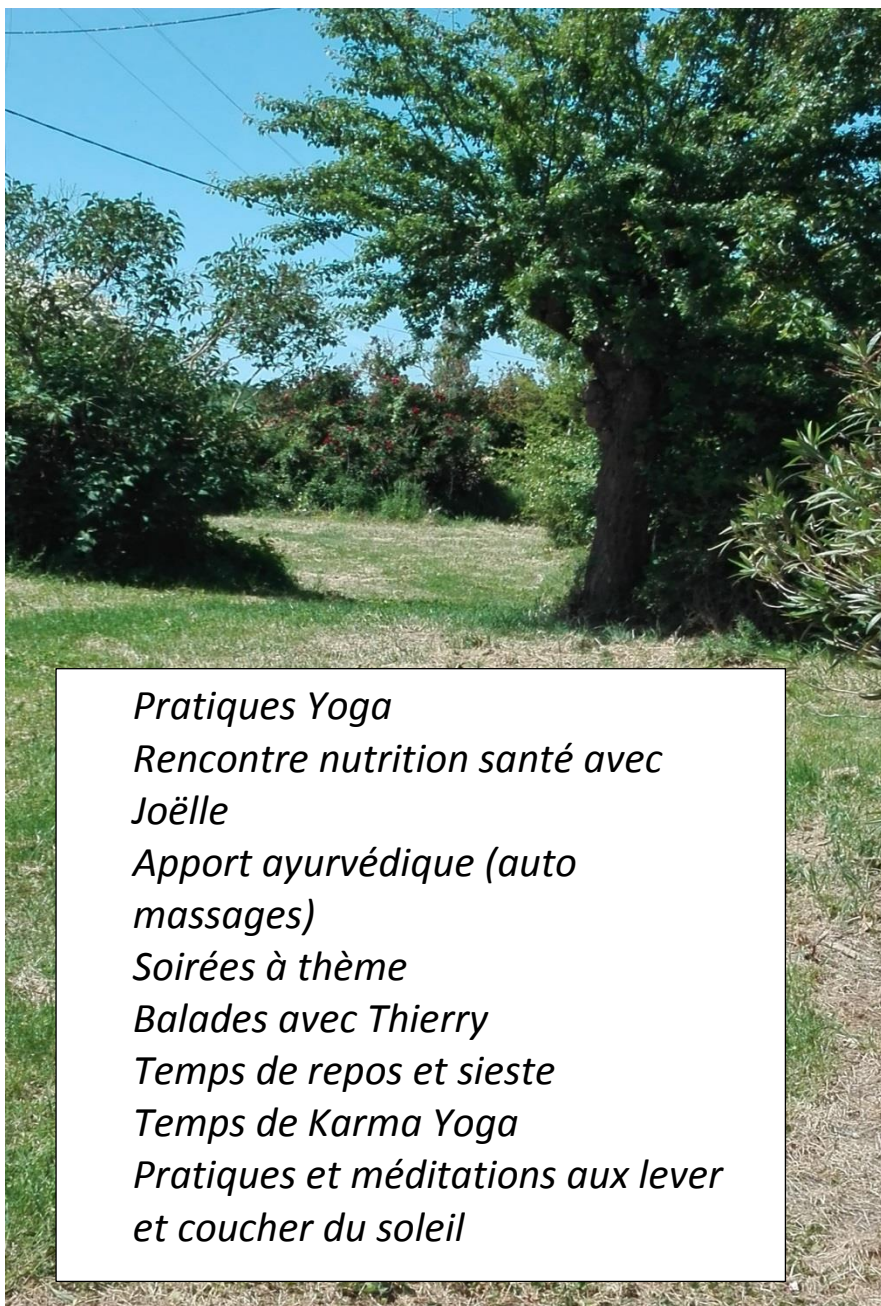 Pratiques Yoga
Rencontre nutrition santé avec
Joëlle
Apport ayurvédique (auto
massages)
Soirées à thème
Balades avec Thierry
Temps de repos et sieste
Temps de Karma Yoga
Pratiques et méditations aux lever
et coucher du soleil